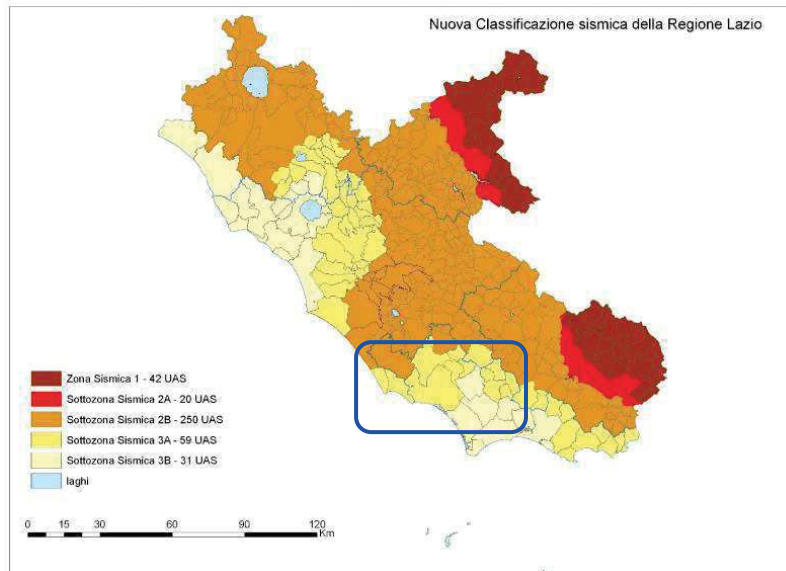 Nuova Classificazione sismica della Regione Lazio
Zona Sismica 1 - 42 UAS
Sottozona Sismica 2A - 20 UAS
Sottozona Sismica 2B - 250 UAS
Sottozona Sismica 3A - 59 UAS
Sottozona Sismica 3B - 31 UAS
laghi
0 15 30 60 90 120
Km